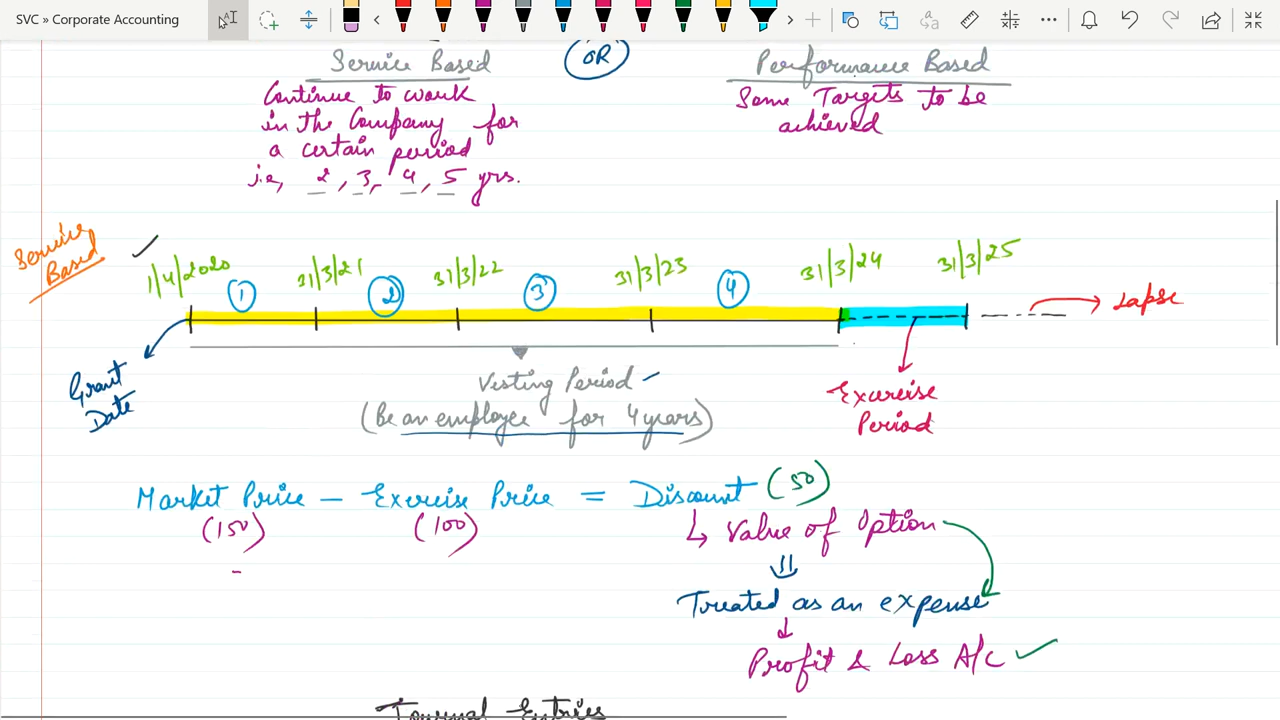 SVC » Corporate Accounting
OR
Service Based
Performance Based
Continue to work
in the Company for
a certain period
i.e, 2, 3, 4, 5 yrs.
Some Targets to be
achieved
Service
Based
1/4/2020
31/3/21
31/3/22
31/3/23
31/3/24
31/3/25
1
2
3
4
Lapse
Grant
Date
Vesting Period
(Be an employee for 4 years)
Exercise
Period
Market Price - Exercise Price = Discount (50)
(150)
(100)
Value of Option
Treated as an expense
Profit & Loss A/C
Journal Entries